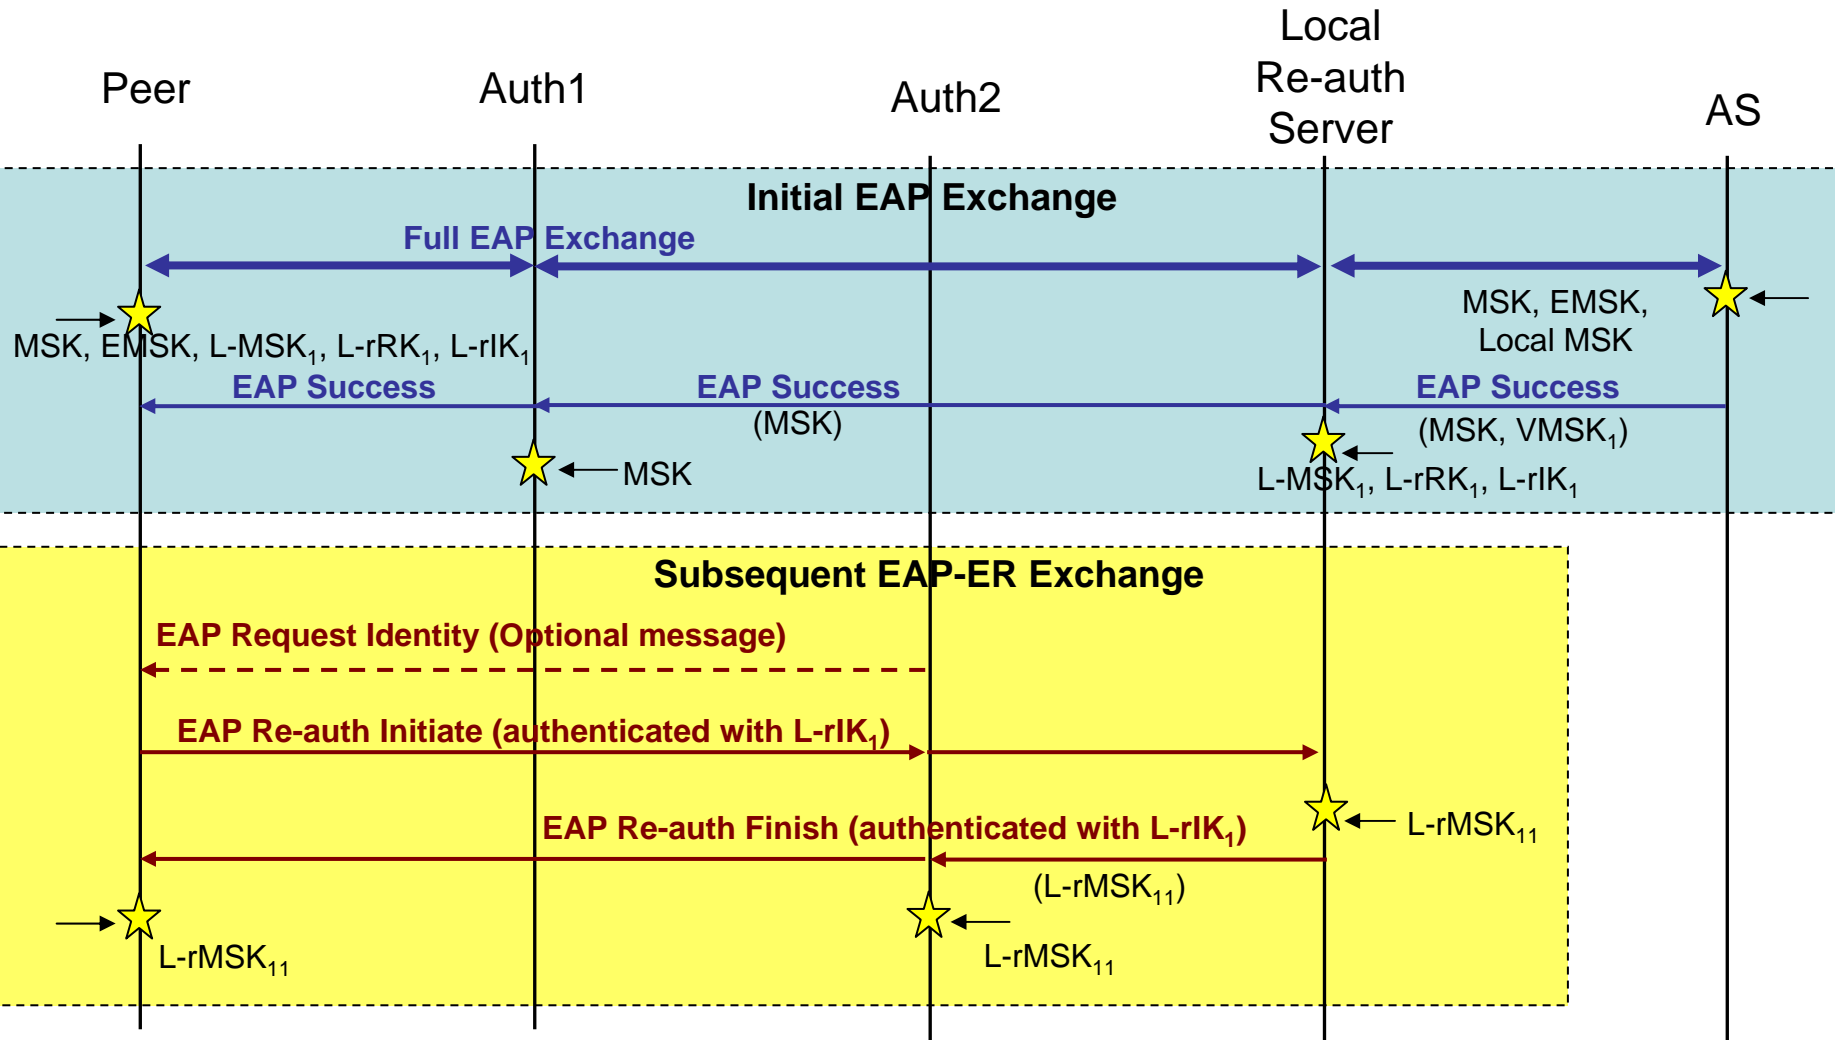 Local
Re-auth
Server
Peer
Auth1
Auth2
AS
Initial EAP Exchange
Full EAP Exchange
MSK, EMSK,
Local MSK
MSK, EMSK, L-MSK₁, L-rRK₁, L-rIK₁
EAP Success
EAP Success
EAP Success
(MSK)
(MSK, VMSK₁)
MSK
L-MSK₁, L-rRK₁, L-rIK₁
Subsequent EAP-ER Exchange
EAP Request Identity (Optional message)
EAP Re-auth Initiate (authenticated with L-rIK₁)
EAP Re-auth Finish (authenticated with L-rIK₁)
L-rMSK₁₁
(L-rMSK₁₁)
L-rMSK₁₁
L-rMSK₁₁